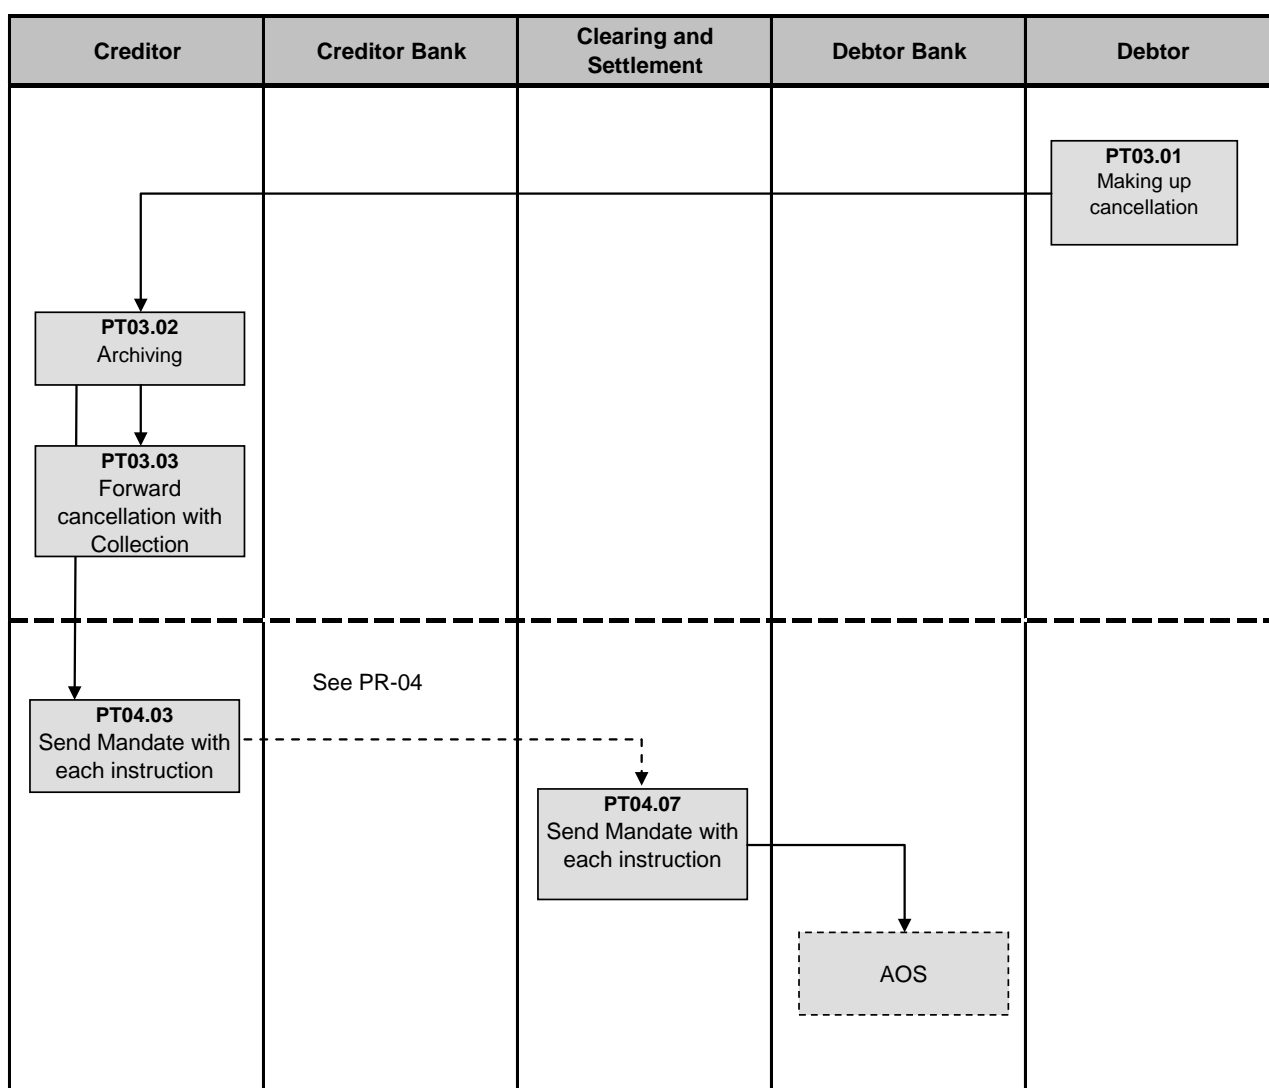 Creditor
Creditor Bank
Clearing and
Settlement
Debtor Bank
Debtor
PT03.01
Making up
cancellation
PT03.02
Archiving
PT03.03
Forward
cancellation with
Collection
See PR-04
PT04.03
Send Mandate with
each instruction
PT04.07
Send Mandate with
each instruction
AOS